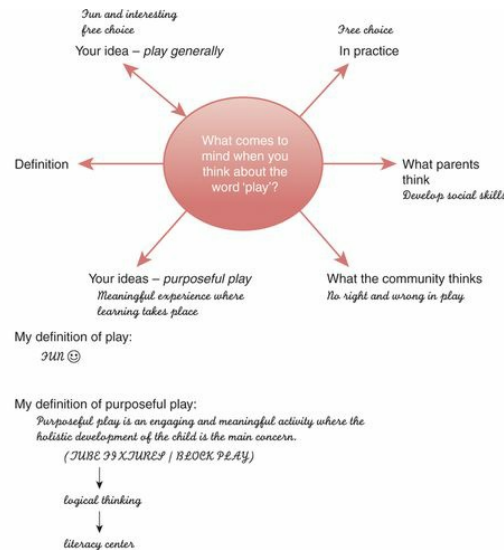 Fun and interesting
free choice
Your idea – play generally
Free choice
In practice
What comes to
mind when you
think about the
word 'play'?
Definition
What parents
think
Develop social skills
Your ideas – purposeful play
Meaningful experience where
learning takes place
What the community thinks
No right and wrong in play
My definition of play:
FUN ☺
My definition of purposeful play:
Purposeful play is an engaging and meaningful activity where the
holistic development of the child is the main concern.
(TUBE FIXTURES / BLOCK PLAY)
logical thinking
literacy center